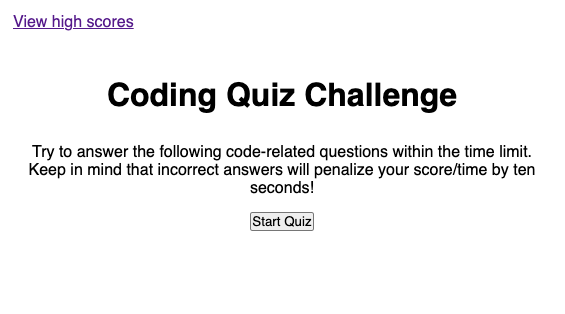 View high scores
Coding Quiz Challenge
Try to answer the following code-related questions within the time limit.
Keep in mind that incorrect answers will penalize your score/time by ten
seconds!
Start Quiz